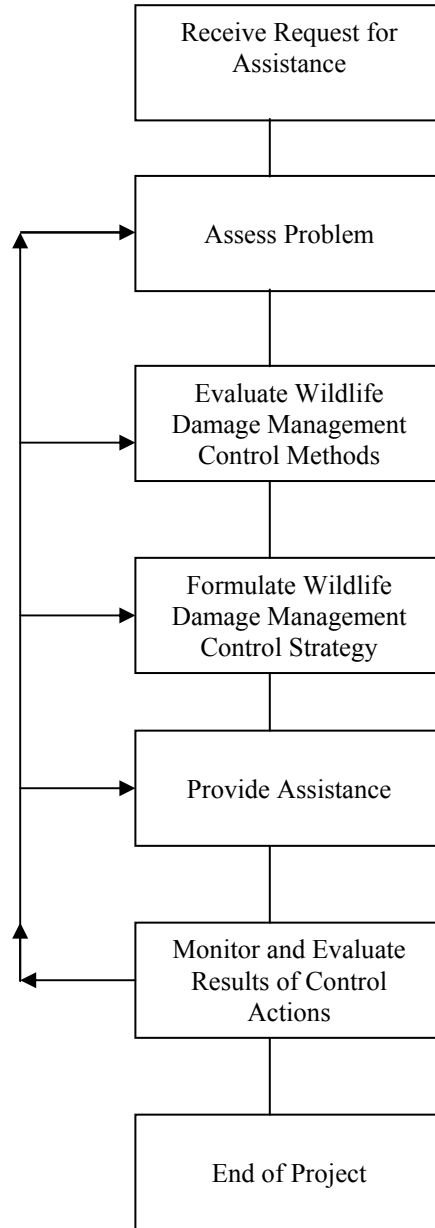 Receive Request for
Assistance
Assess Problem
Evaluate Wildlife
Damage Management
Control Methods
Formulate Wildlife
Damage Management
Control Strategy
Provide Assistance
Monitor and Evaluate
Results of Control
Actions
End of Project